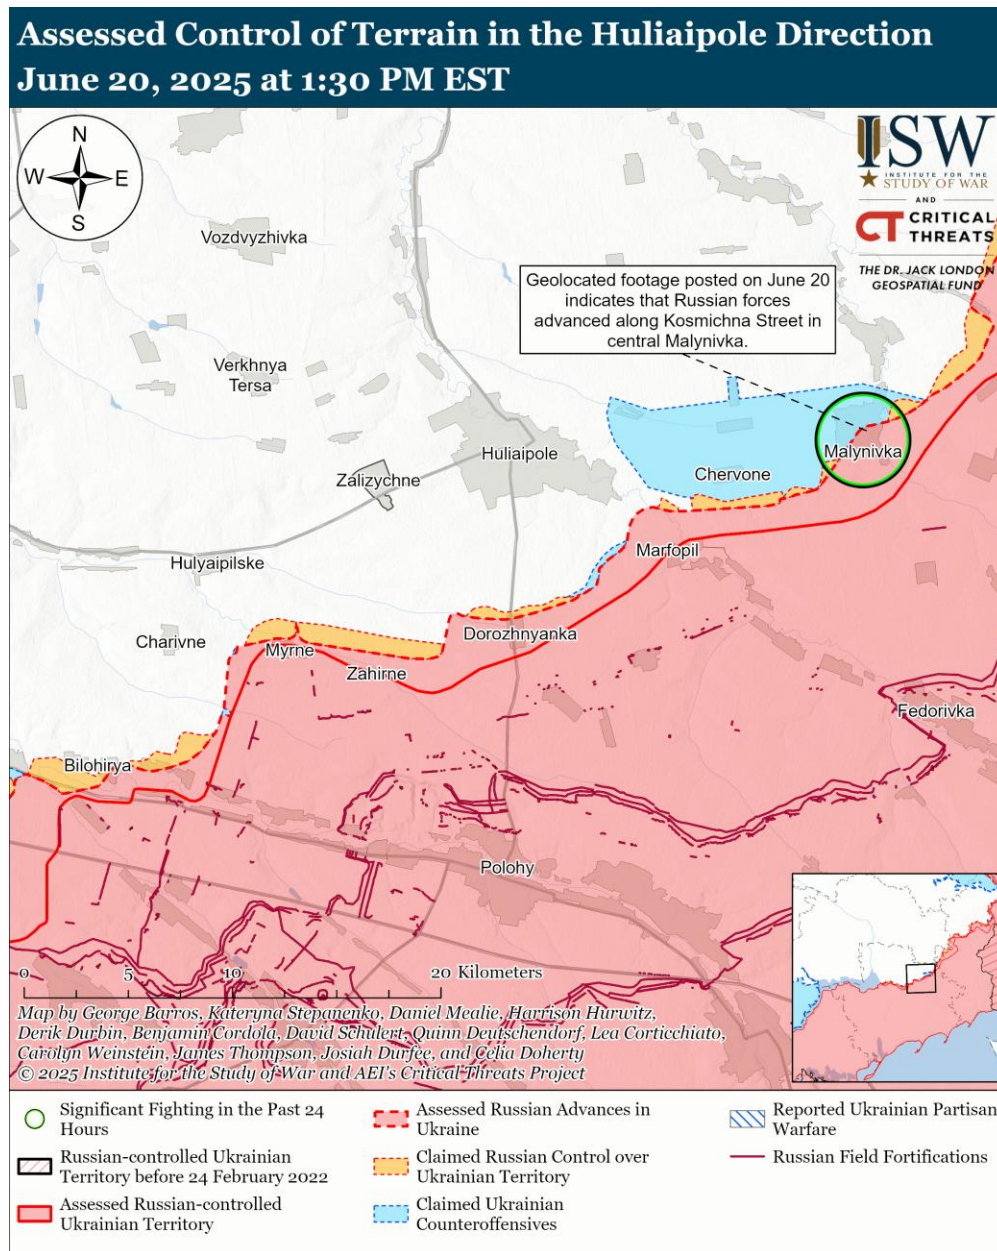 Assessed Control of Terrain in the Huliaipole Direction
June 20, 2025 at 1:30 PM EST
N
W
E
S
ISW
INSTITUTE FOR THE
STUDY OF WAR
AND
CT CRITICAL
THREATS
THE DR. JACK LONDON
GEOSPATIAL FUND
Vozdvyzhivka
Geolocated footage posted on June 20
indicates that Russian forces
advanced along Kosmichna Street in
central Malynivka.
Verkhnya
Tersa
Huliaipole
Malynivka
Zalizychne
Chervone
Marfopil
Hulyaipilske
Charivne
Myrne
Dorozhnyanka
Zahirne
Fedorivka
Bilohirya
Polohy
0
5
10
20 Kilometers
Map by George Barros, Kateryna Stepanenko, Daniel Mealie, Harrison Hurwitz,
Derik Durbin, Benjamin Cordola, David Schulert, Quinn Deutschendorf, Lea Corticchiato,
Carolyn Weinstein, James Thompson, Josiah Durfee, and Celia Doherty
© 2025 Institute for the Study of War and AEI's Critical Threats Project
Significant Fighting in the Past 24
Hours
Russian-controlled Ukrainian
Territory before 24 February 2022
Assessed Russian-controlled
Ukrainian Territory
Assessed Russian Advances in
Ukraine
Claimed Russian Control over
Ukrainian Territory
Claimed Ukrainian
Counteroffensives
Reported Ukrainian Partisan
Warfare
Russian Field Fortifications